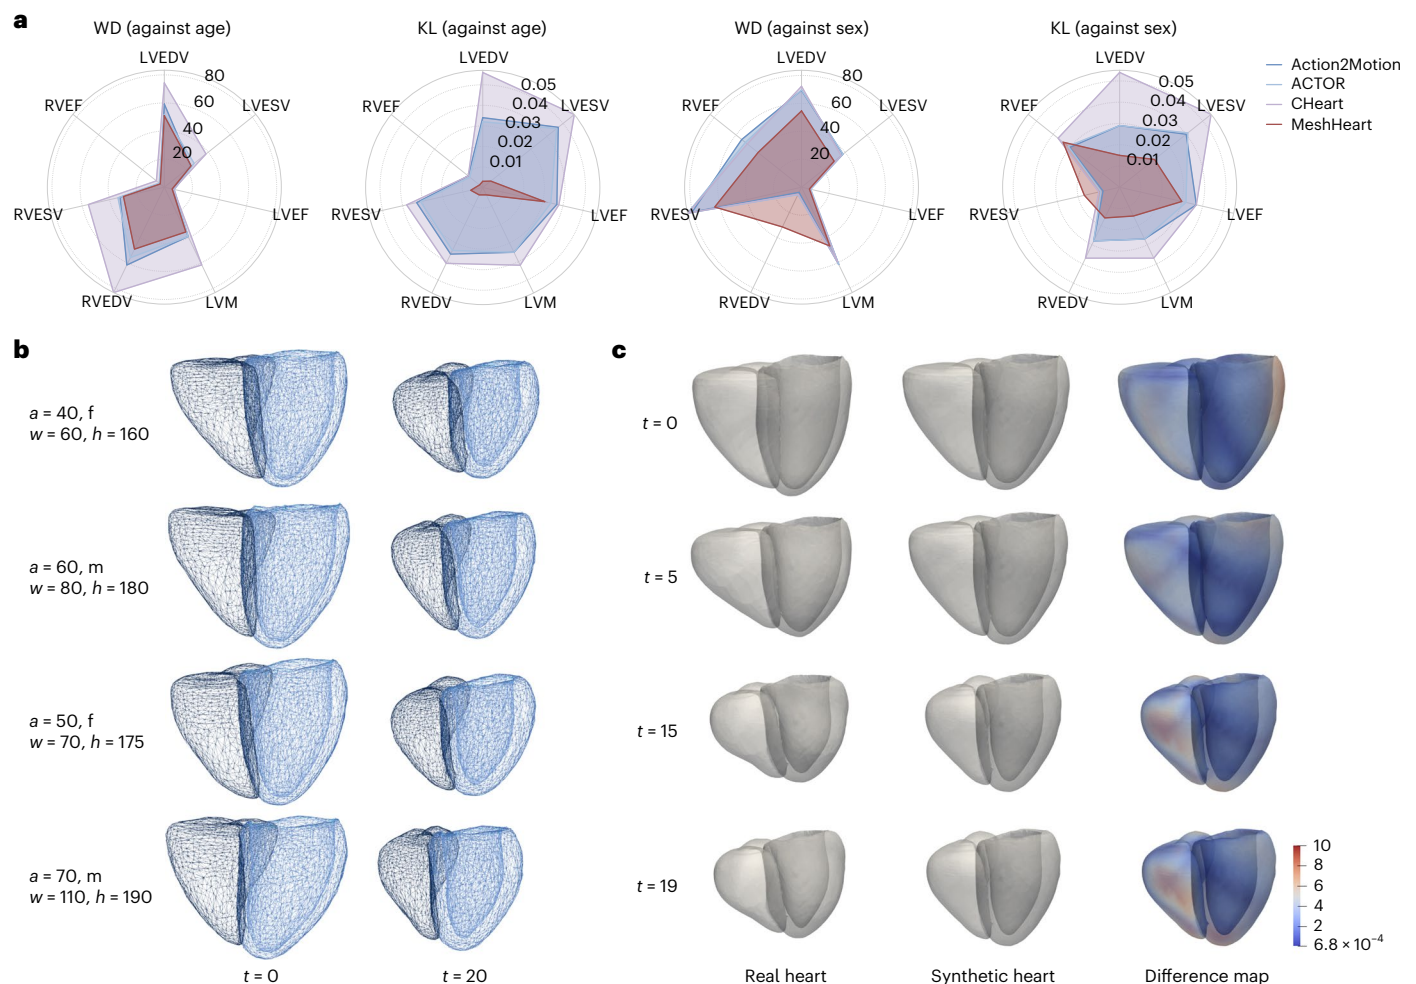 a
WD (against age)
KL (against age)
WD (against sex)
KL (against sex)
LVEDV
80
60
40
20
LVESV
LVEF
LVM
RVEDV
RVESV
RVEF
LVEDV
0.05
0.04
0.03
0.02
0.01
LVESV
LVEF
LVM
RVEDV
RVESV
RVEF
LVEDV
80
60
40
20
LVESV
LVEF
LVM
RVEDV
RVESV
RVEF
LVEDV
0.05
0.04
0.03
0.02
0.01
LVESV
LVEF
LVM
RVEDV
RVESV
RVEF
Action2Motion
ACTOR
CHeart
MeshHeart
b
a = 40, f
w = 60, h = 160
a = 60, m
w = 80, h = 180
a = 50, f
w = 70, h = 175
a = 70, m
w = 110, h = 190
t = 0
t = 20
c
t = 0
t = 5
t = 15
t = 19
10
8
6
4
2
6.8 × 10⁻⁴
Real heart
Synthetic heart
Difference map